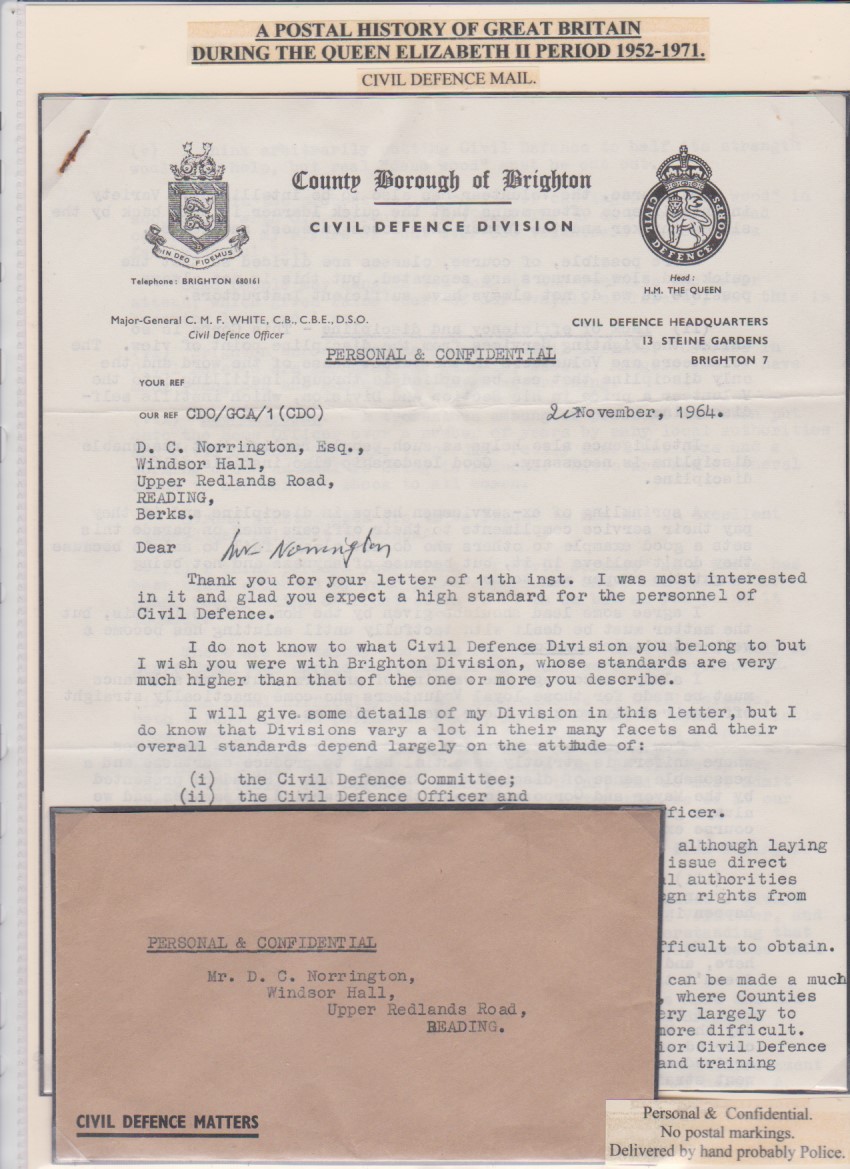 A POSTAL HISTORY OF GREAT BRITAIN
DURING THE QUEEN ELIZABETH II PERIOD 1952-1971.
CIVIL DEFENCE MAIL.
County Borough of Brighton
CIVIL DEFENCE DIVISION
IN DEO FIDEMUS
CIVIL DEFENCE CORPS
Telephone: BRIGHTON 680161
Head:
H.M. THE QUEEN
Major-General C. M. F. WHITE, C.B., C.B.E., D.S.O.
Civil Defence Officer
CIVIL DEFENCE HEADQUARTERS
13 STEINE GARDENS
BRIGHTON 7
PERSONAL & CONFIDENTIAL
YOUR REF
OUR REF CDO/GCA/1(CDO)
November, 1964.
D. C. Norrington, Esq.,
Windsor Hall,
Upper Redlands Road,
READING,
Berks.
Dear Mr Norrington
Thank you for your letter of 11th inst. I was most interested
in it and glad you expect a high standard for the personnel of
Civil Defence.
I do not know to what Civil Defence Division you belong to but
I wish you were with Brighton Division, whose standards are very
much higher than that of the one or more you describe.
I will give some details of my Division in this letter, but I
do know that Divisions vary a lot in their many facets and their
overall standards depend largely on the attitude of:
(i) the Civil Defence Committee;
(ii) the Civil Defence Officer and
fficer.
although laying
issue direct
l authorities
gn rights from
fficult to obtain.
can be made a much
, where Counties
ery largely to
more difficult.
ior Civil Defence
and training
PERSONAL & CONFIDENTIAL
Mr. D. C. Norrington,
Windsor Hall,
Upper Redlands Road,
READING.
CIVIL DEFENCE MATTERS
Personal & Confidential.
No postal markings.
Delivered by hand probably Police.